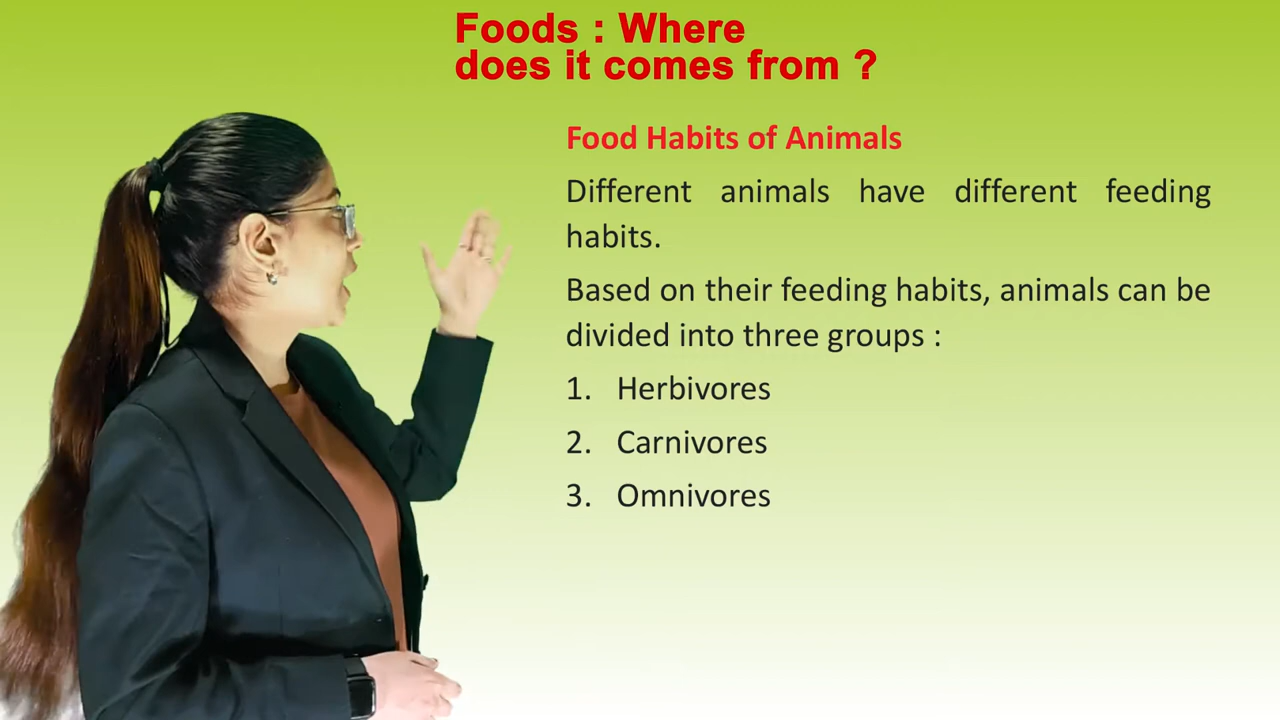 Foods : Where
does it comes from ?
Food Habits of Animals
Different animals have different feeding
habits.
Based on their feeding habits, animals can be
divided into three groups :
1. Herbivores
2. Carnivores
3. Omnivores